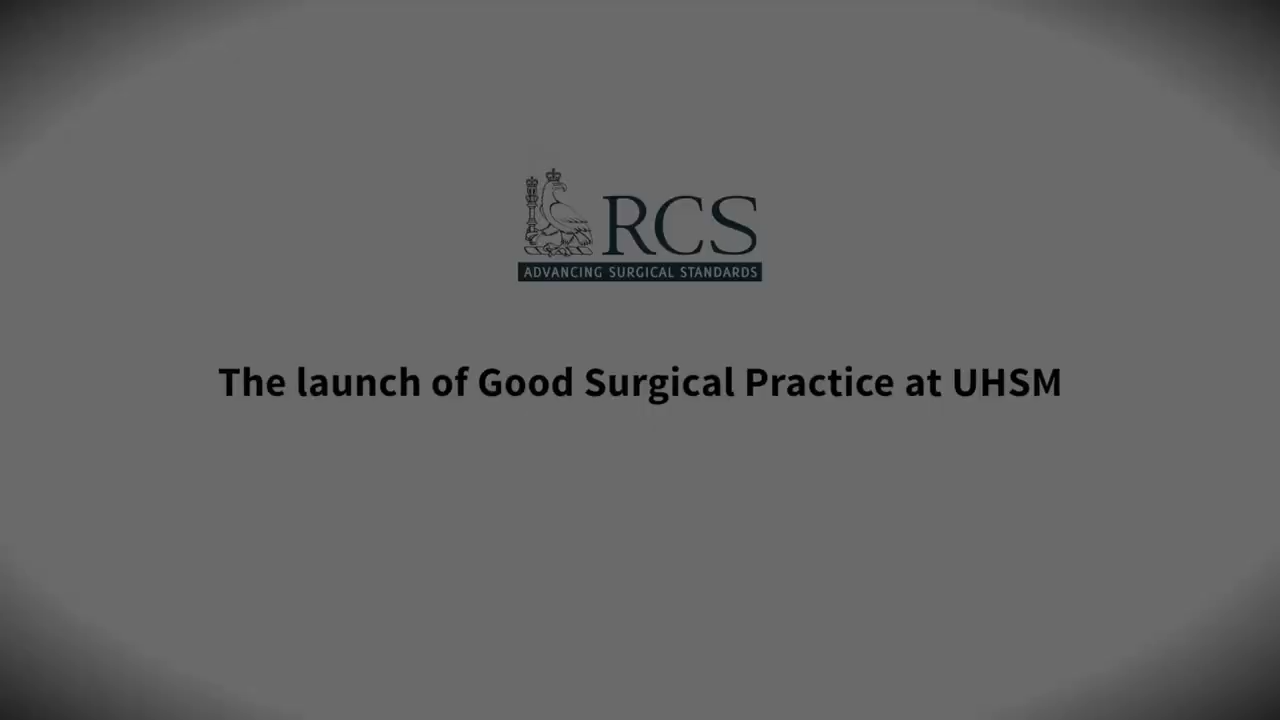 RCS
ADVANCING SURGICAL STANDARDS
The launch of Good Surgical Practice at UHSM